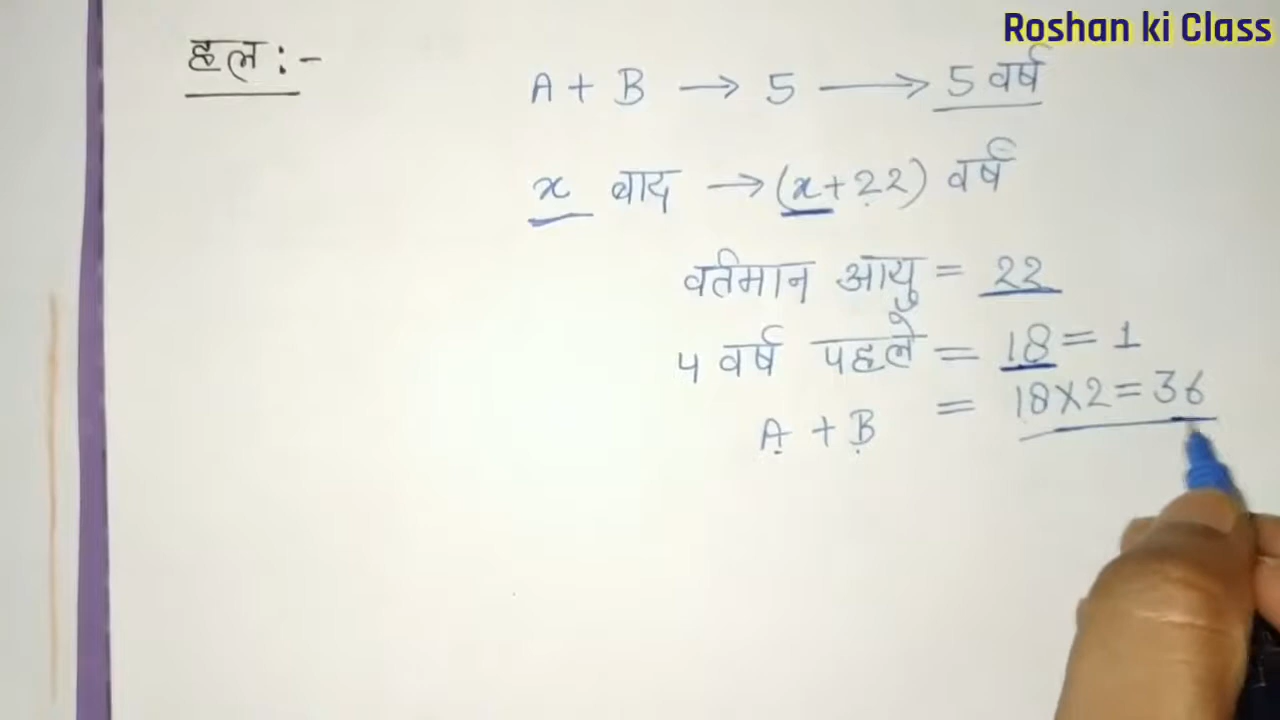 Roshan ki Class
हल:-
A + B → 5 → 5 वर्ष
x बाद → (x+22) वर्ष
वर्तमान आयु = 22
4 वर्ष पहले = 18 = 1
A + B = 18×2=36